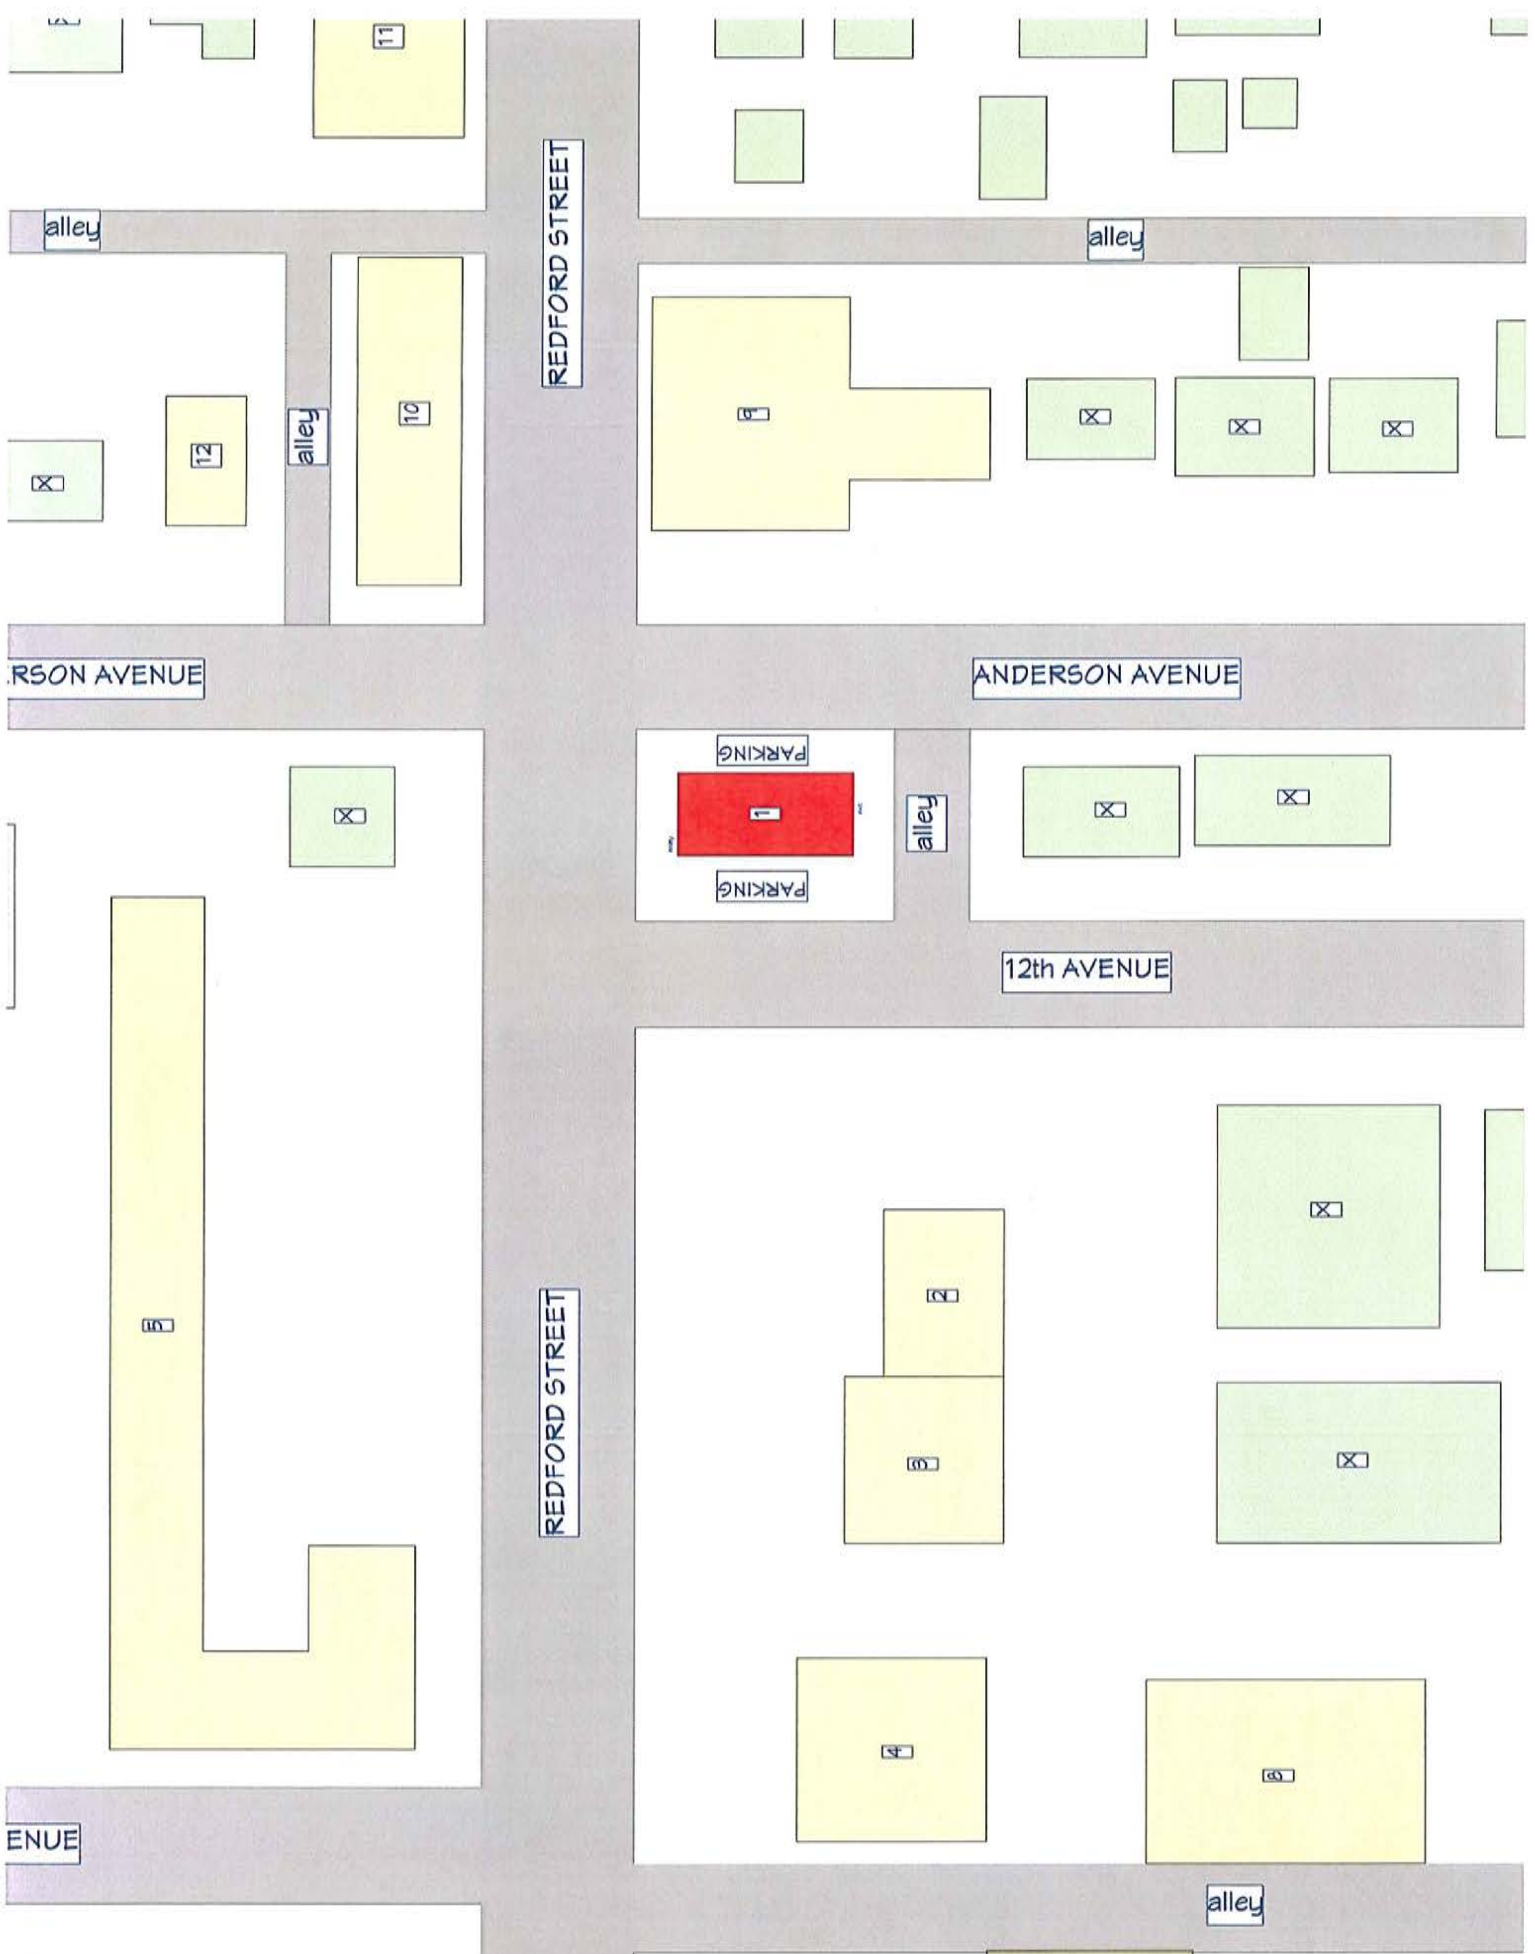 X
11
REDFORD STREET
alley
alley
12
alley
10
9
X
X
X
X
RSON AVENUE
ANDERSON AVENUE
PARKING
X
1
alley
X
X
PARKING
12th AVENUE
X
2
5
REDFORD STREET
3
X
4
8
ENUE
alley